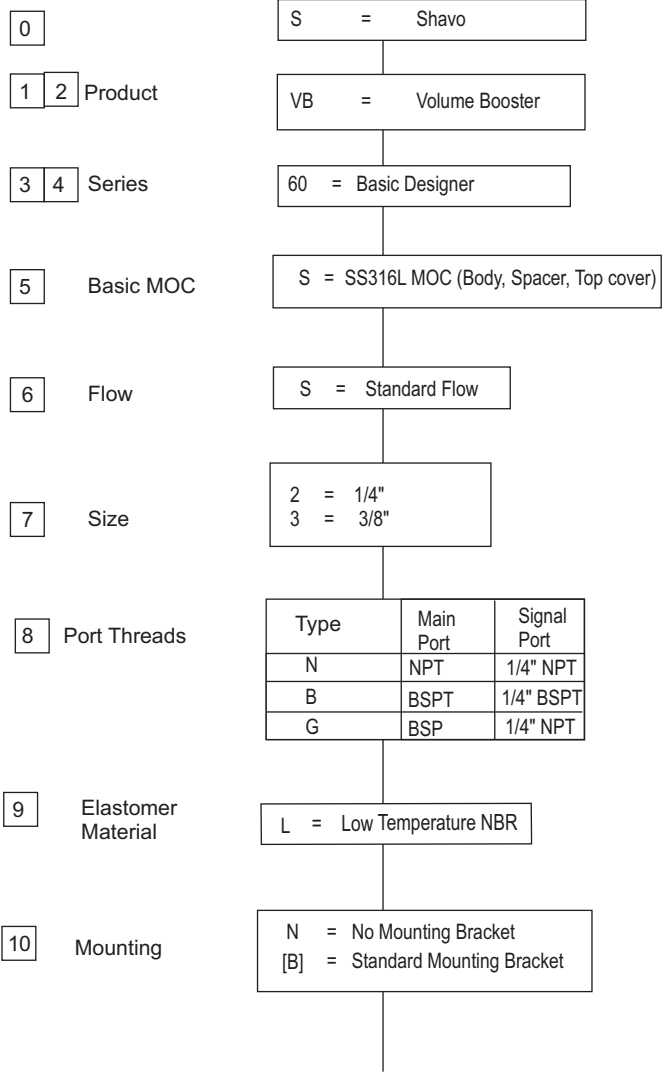 0 S = Shavo
1 2 Product VB = Volume Booster
3 4 Series 60 = Basic Designer
5 Basic MOC S = SS316L MOC (Body, Spacer, Top cover)
6 Flow S = Standard Flow
7 Size
2 = 1/4"
3 = 3/8"
8 Port Threads
Type Main Port Signal Port
N NPT 1/4" NPT
B BSPT 1/4" BSPT
G BSP 1/4" NPT
9 Elastomer Material L = Low Temperature NBR
10 Mounting
N = No Mounting Bracket
[B] = Standard Mounting Bracket